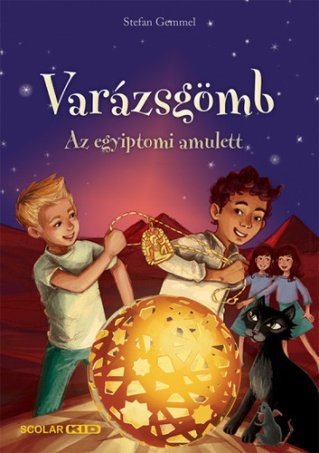 Stefan Gemmel
Varázsgömb
Az egyiptomi amulett
SCOLAR KID